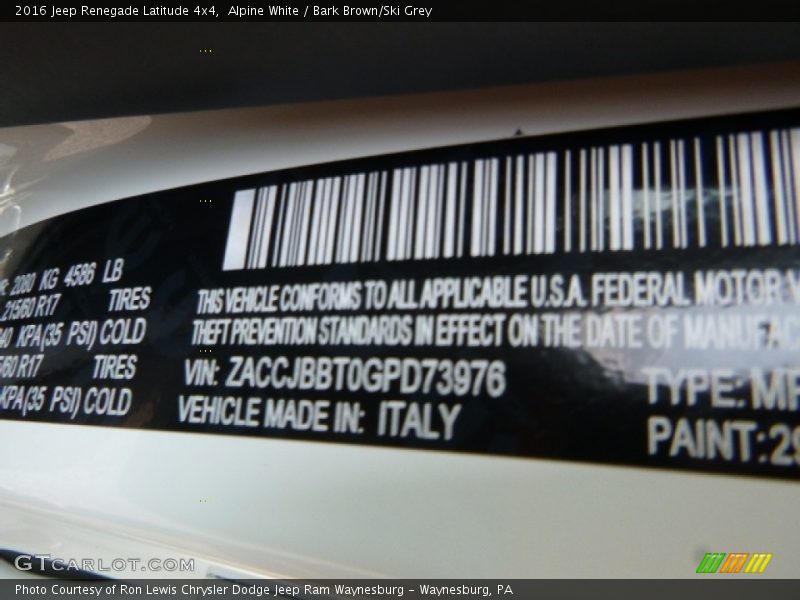 2016 Jeep Renegade Latitude 4x4,  Alpine White / Bark Brown/Ski Grey
2080 KG 4586 LB
21560 R17 TIRES
KPA(35 PSI) COLD
R17 TIRES
KPA(35 PSI) COLD
THIS VEHICLE CONFORMS TO ALL APPLICABLE U.S.A. FEDERAL MOTOR
THEFT PREVENTION STANDARDS IN EFFECT ON THE DATE OF MANUFAC
VIN: ZACCJBBT0GPD73976
VEHICLE MADE IN: ITALY
TYPE: MP
PAINT:29
GTCARLOT.COM
Photo Courtesy of Ron Lewis Chrysler Dodge Jeep Ram Waynesburg - Waynesburg, PA